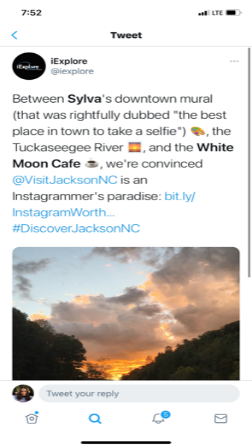 7:52
LTE
Tweet
iExplore
iExplore
@iexplore
Between Sylva's downtown mural
(that was rightfully dubbed "the best
place in town to take a selfie") 🎨, the
Tuckaseegee River 🌅, and the White
Moon Cafe ☕, we're convinced
@VisitJacksonNC is an
Instagrammer's paradise: bit.ly/
InstagramWorth...
#DiscoverJacksonNC
Tweet your reply